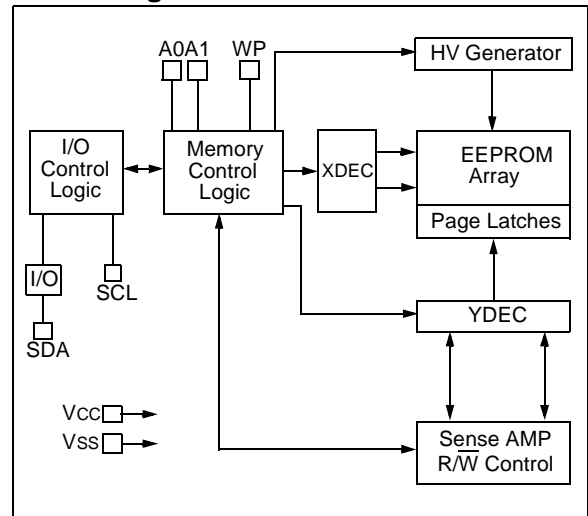 A0A1
WP
HV Generator
I/O
Control
Logic
Memory
Control
Logic
XDEC
EEPROM
Array
Page Latches
I/O
SCL
SDA
YDEC
VCC
VSS
Sense AMP
R/W̅ Control